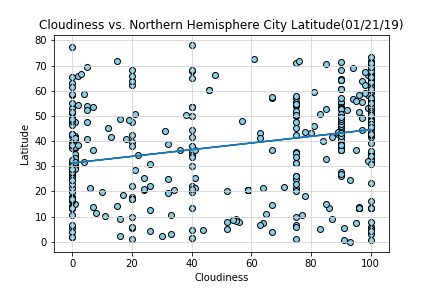 Cloudiness vs. Northern Hemisphere City Latitude(01/21/19)
80
70
60
50
40
30
20
10
0
Latitude
0 20 40 60 80 100
Cloudiness